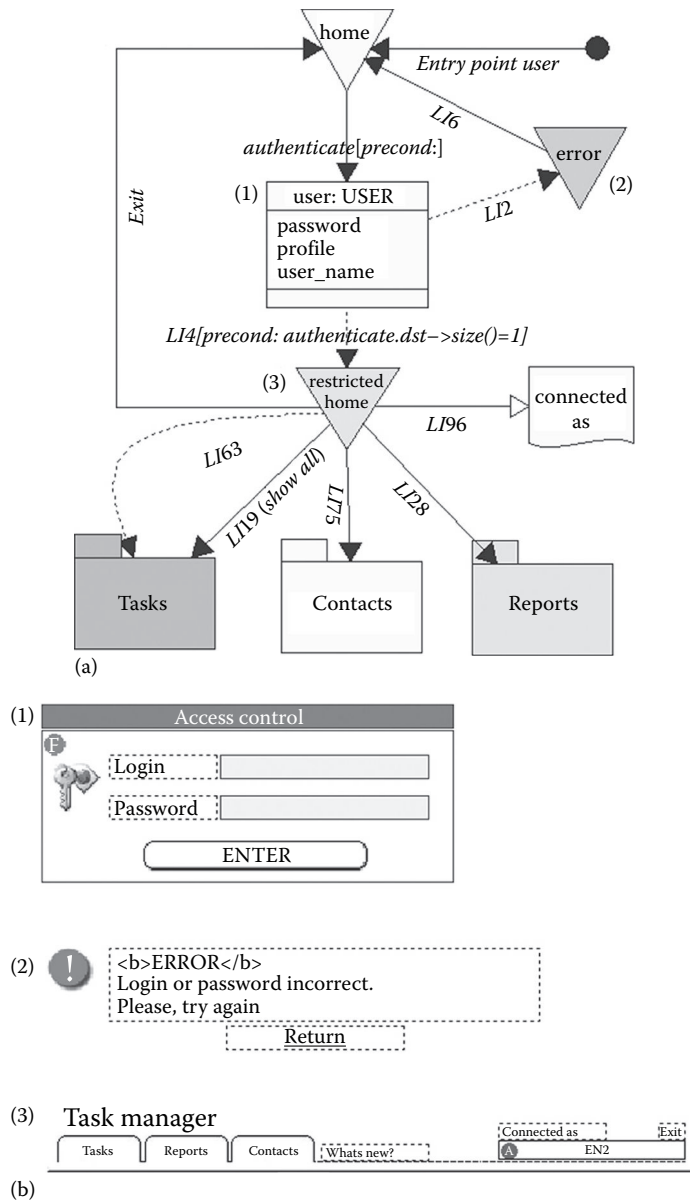 home
Entry point user
LI6
authenticate[precond:]
error
(1)
user: USER
(2)
Exit
LI2
password
profile
user_name
LI4[precond: authenticate.dst−>size()=1]
(3)
restricted
home
connected
as
LI96
LI63
LI19 (show all)
LI75
LI28
Tasks
Contacts
Reports
(a)
(1)
Access control
F
Login
Password
ENTER
(2)
!
<b>ERROR</b>
Login or password incorrect.
Please, try again
Return
(3)
Task manager
Connected as
Exit
Tasks
Reports
Contacts
Whats new?
A
EN2
(b)